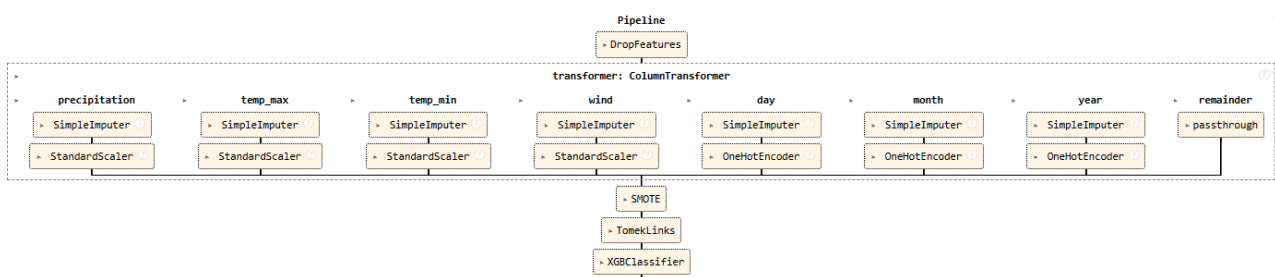 Pipeline
▸ DropFeatures
▸ transformer: ColumnTransformer ?
▸ precipitation ▸ temp_max ▸ temp_min ▸ wind ▸ day ▸ month ▸ year ▸ remainder
▸ SimpleImputer ? ▸ SimpleImputer ? ▸ SimpleImputer ? ▸ SimpleImputer ? ▸ SimpleImputer ? ▸ SimpleImputer ? ▸ SimpleImputer ? ▸ passthrough
▸ StandardScaler ? ▸ StandardScaler ? ▸ StandardScaler ? ▸ StandardScaler ? ▸ OneHotEncoder ? ▸ OneHotEncoder ? ▸ OneHotEncoder ?
▸ SMOTE
▸ TomekLinks
▸ XGBClassifier